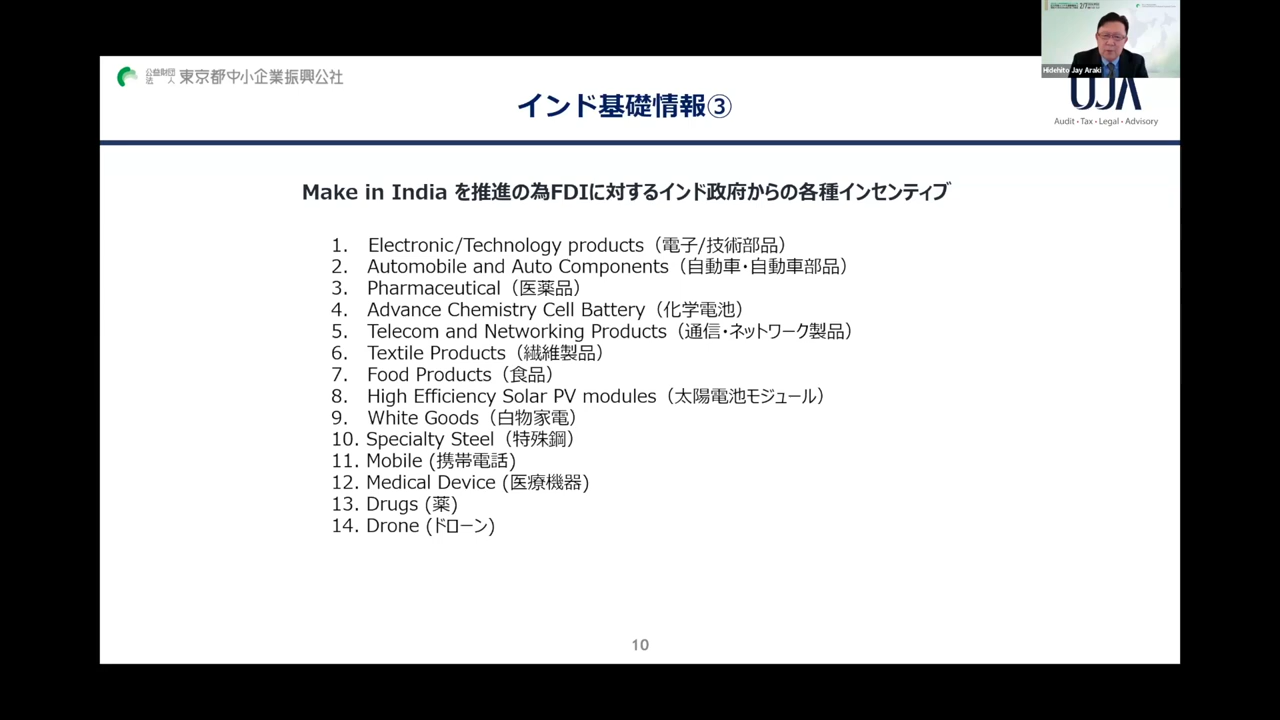 公益財団法人 東京都中小企業振興公社
インド基礎情報③
Hidehito Jay Araki
UJA
Audit・Tax・Legal・Advisory
Make in India を推進の為FDIに対するインド政府からの各種インセンティブ
1. Electronic/Technology products（電子/技術部品）
2. Automobile and Auto Components（自動車・自動車部品）
3. Pharmaceutical（医薬品）
4. Advance Chemistry Cell Battery（化学電池）
5. Telecom and Networking Products（通信・ネットワーク製品）
6. Textile Products（繊維製品）
7. Food Products（食品）
8. High Efficiency Solar PV modules（太陽電池モジュール）
9. White Goods（白物家電）
10. Specialty Steel（特殊鋼）
11. Mobile (携帯電話)
12. Medical Device (医療機器)
13. Drugs (薬)
14. Drone (ドローン)
10